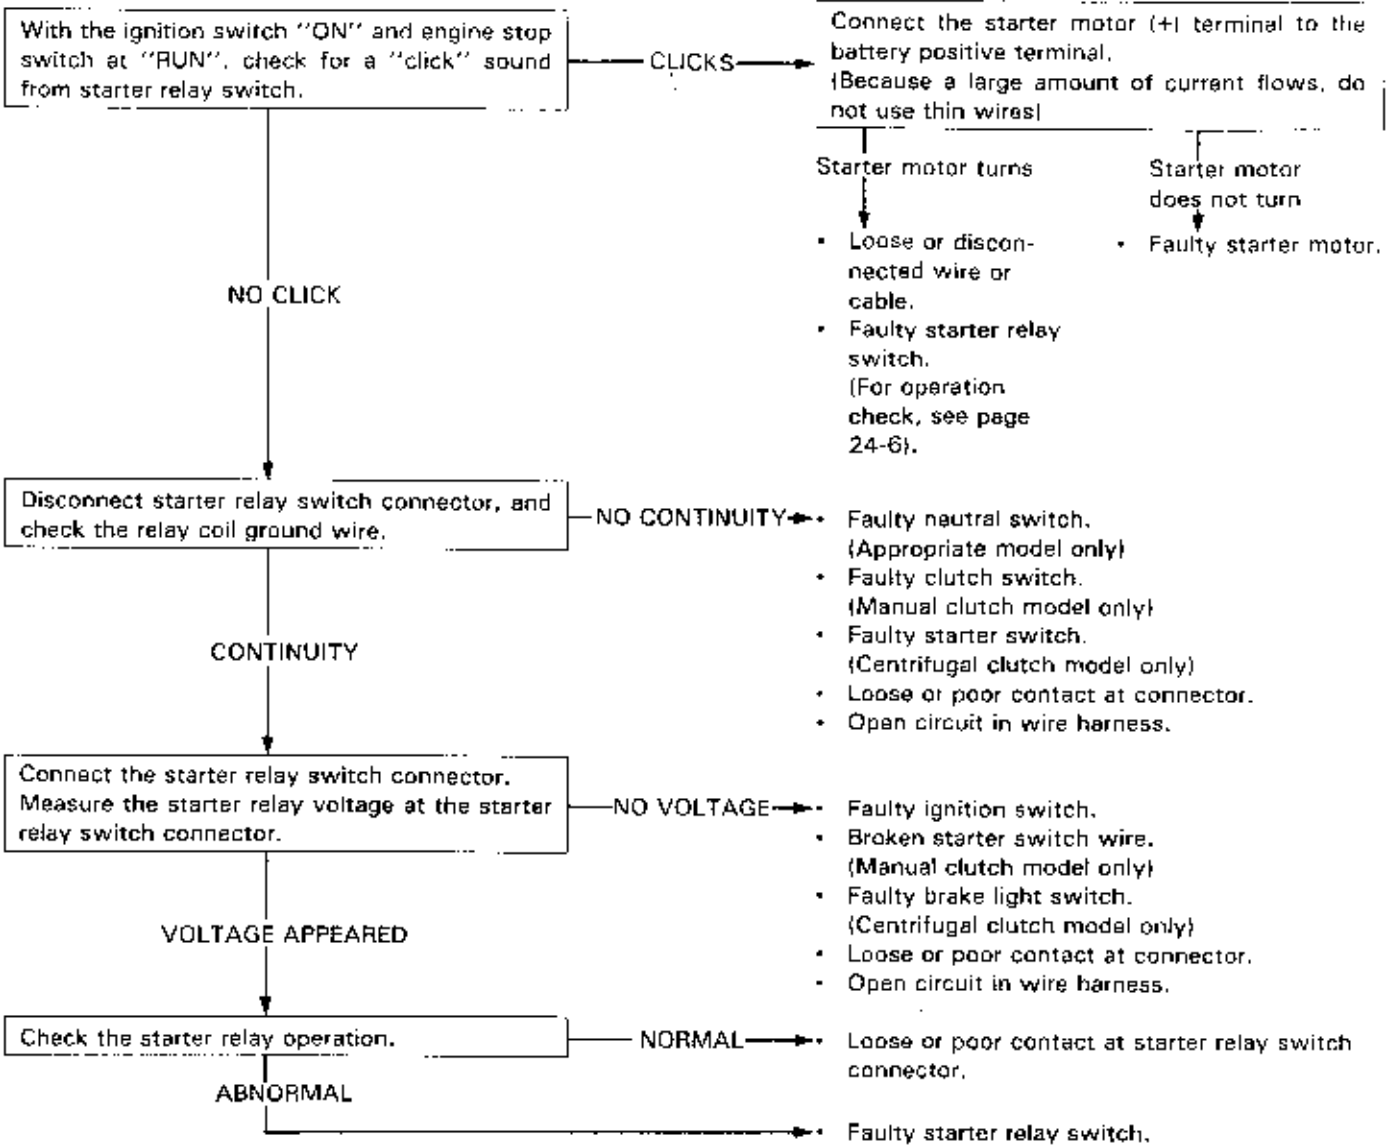 With the ignition switch "ON" and engine stop
switch at "RUN", check for a "click" sound
from starter relay switch.
CLICKS
Connect the starter motor (+) terminal to the
battery positive terminal.
(Because a large amount of current flows, do
not use thin wires)
Starter motor turns
Starter motor
does not turn
• Loose or discon-
nected wire or
cable.
• Faulty starter relay
switch.
(For operation
check, see page
24-6).
• Faulty starter motor.
NO CLICK
Disconnect starter relay switch connector, and
check the relay coil ground wire.
NO CONTINUITY
• Faulty neutral switch.
(Appropriate model only)
• Faulty clutch switch.
(Manual clutch model only)
• Faulty starter switch.
(Centrifugal clutch model only)
• Loose or poor contact at connector.
• Open circuit in wire harness.
CONTINUITY
Connect the starter relay switch connector.
Measure the starter relay voltage at the starter
relay switch connector.
NO VOLTAGE
• Faulty ignition switch.
• Broken starter switch wire.
(Manual clutch model only)
• Faulty brake light switch.
(Centrifugal clutch model only)
• Loose or poor contact at connector.
• Open circuit in wire harness.
VOLTAGE APPEARED
Check the starter relay operation.
NORMAL
• Loose or poor contact at starter relay switch
connector.
ABNORMAL
• Faulty starter relay switch.